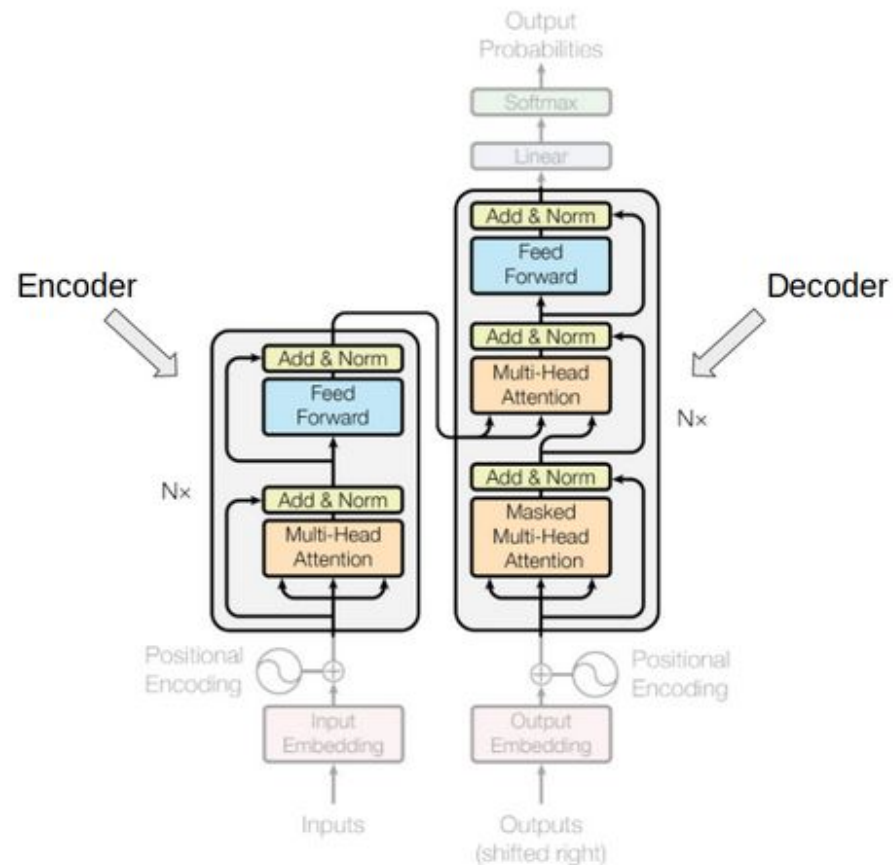 Output
Probabilities
Softmax
Linear
Add & Norm
Feed
Forward
Add & Norm
Multi-Head
Attention
Add & Norm
Masked
Multi-Head
Attention
Nx
Decoder
Encoder
Add & Norm
Feed
Forward
Add & Norm
Multi-Head
Attention
Nx
Positional
Encoding
Positional
Encoding
Input
Embedding
Output
Embedding
Inputs
Outputs
(shifted right)